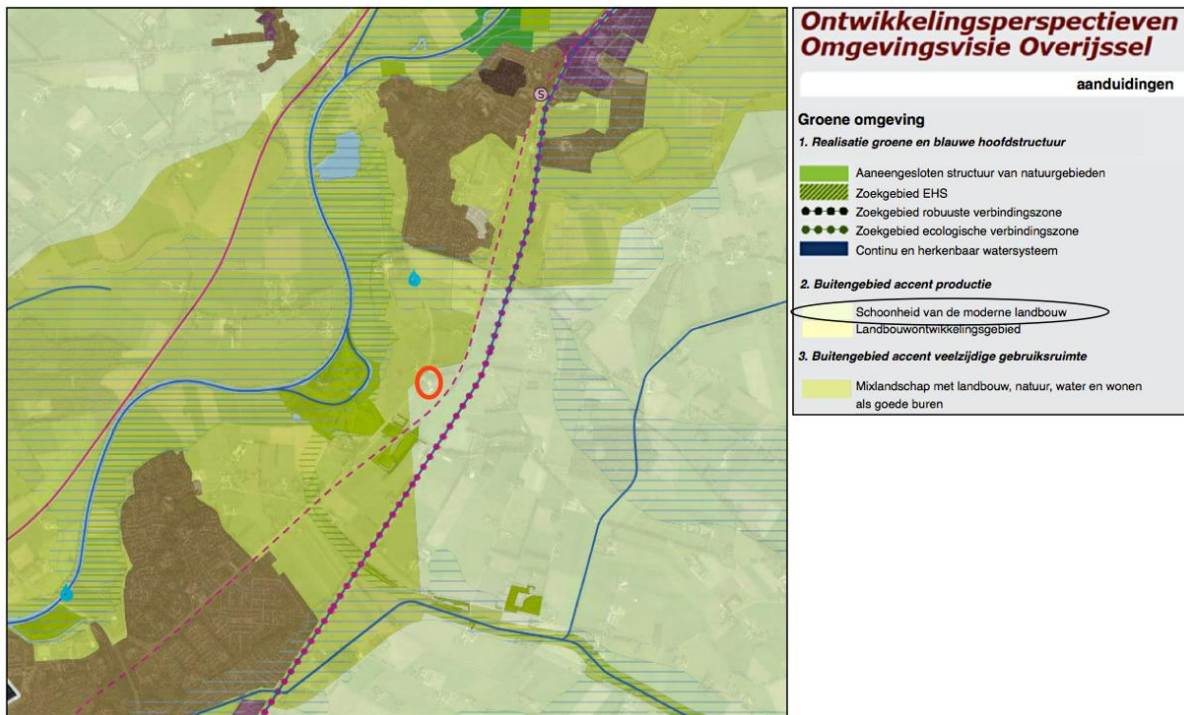 Ontwikkelingsperspectieven
Omgevingsvisie Overijssel
aanduidingen
Groene omgeving
1. Realisatie groene en blauwe hoofdstructuur
Aaneengesloten structuur van natuurgebieden
Zoekgebied EHS
Zoekgebied robuuste verbindingszone
Zoekgebied ecologische verbindingszone
Continu en herkenbaar watersysteem
2. Buitengebied accent productie
Schoonheid van de moderne landbouw
Landbouwontwikkelingsgebied
3. Buitengebied accent veelzijdige gebruiksruimte
Mixlandschap met landbouw, natuur, water en wonen
als goede buren
S